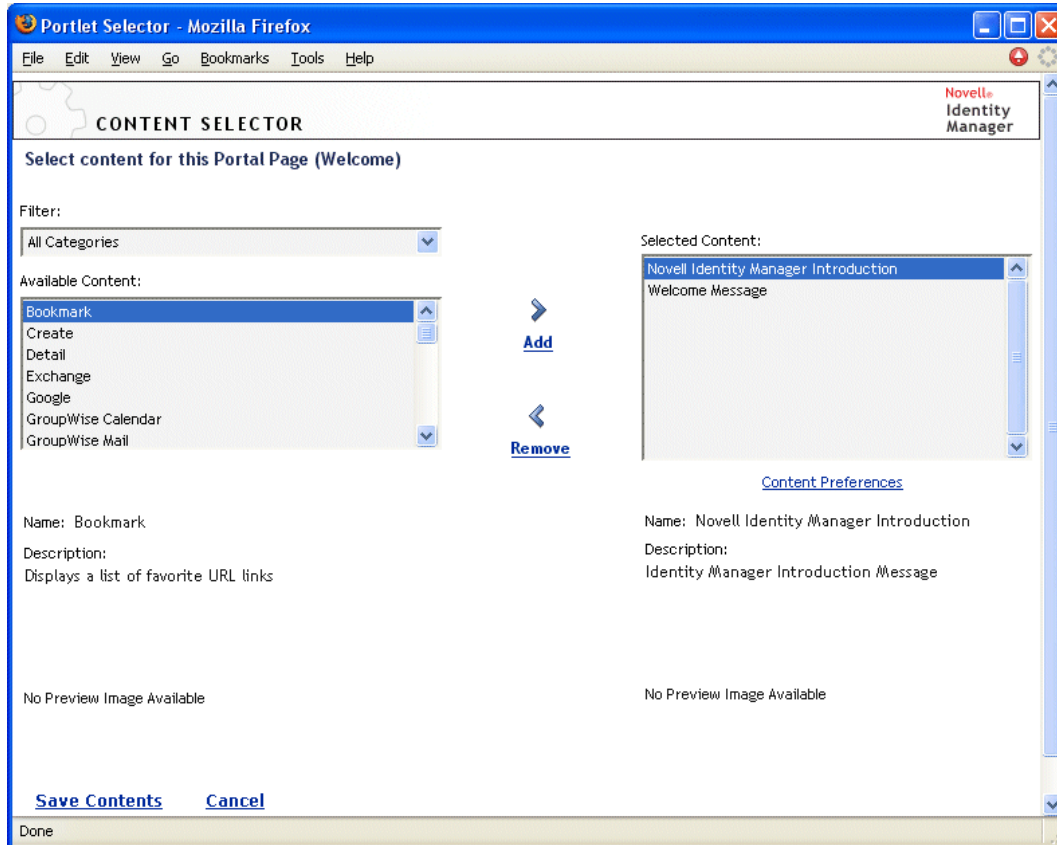 Portlet Selector - Mozilla Firefox
File Edit View Go Bookmarks Tools Help
CONTENT SELECTOR
Novell®
Identity
Manager
Select content for this Portal Page (Welcome)
Filter:
All Categories
Available Content:
Bookmark
Create
Detail
Exchange
Google
GroupWise Calendar
GroupWise Mail
Add
Remove
Selected Content:
Novell Identity Manager Introduction
Welcome Message
Content Preferences
Name: Bookmark
Description:
Displays a list of favorite URL links
No Preview Image Available
Name: Novell Identity Manager Introduction
Description:
Identity Manager Introduction Message
No Preview Image Available
Save Contents Cancel
Done